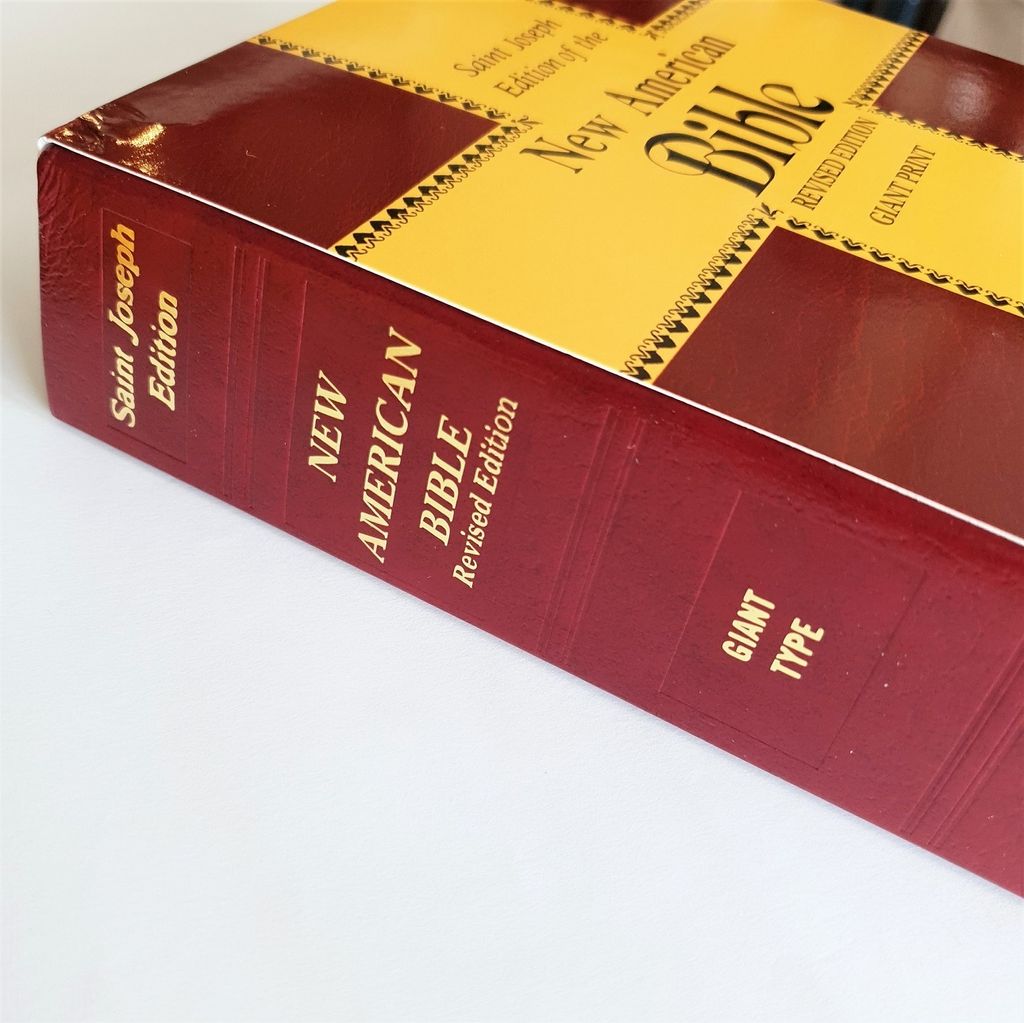 Saint Joseph
Edition of the
New American
Bible
REVISED EDITION
GIANT PRINT
Saint Joseph
Edition
NEW
AMERICAN
BIBLE
Revised Edition
GIANT
TYPE